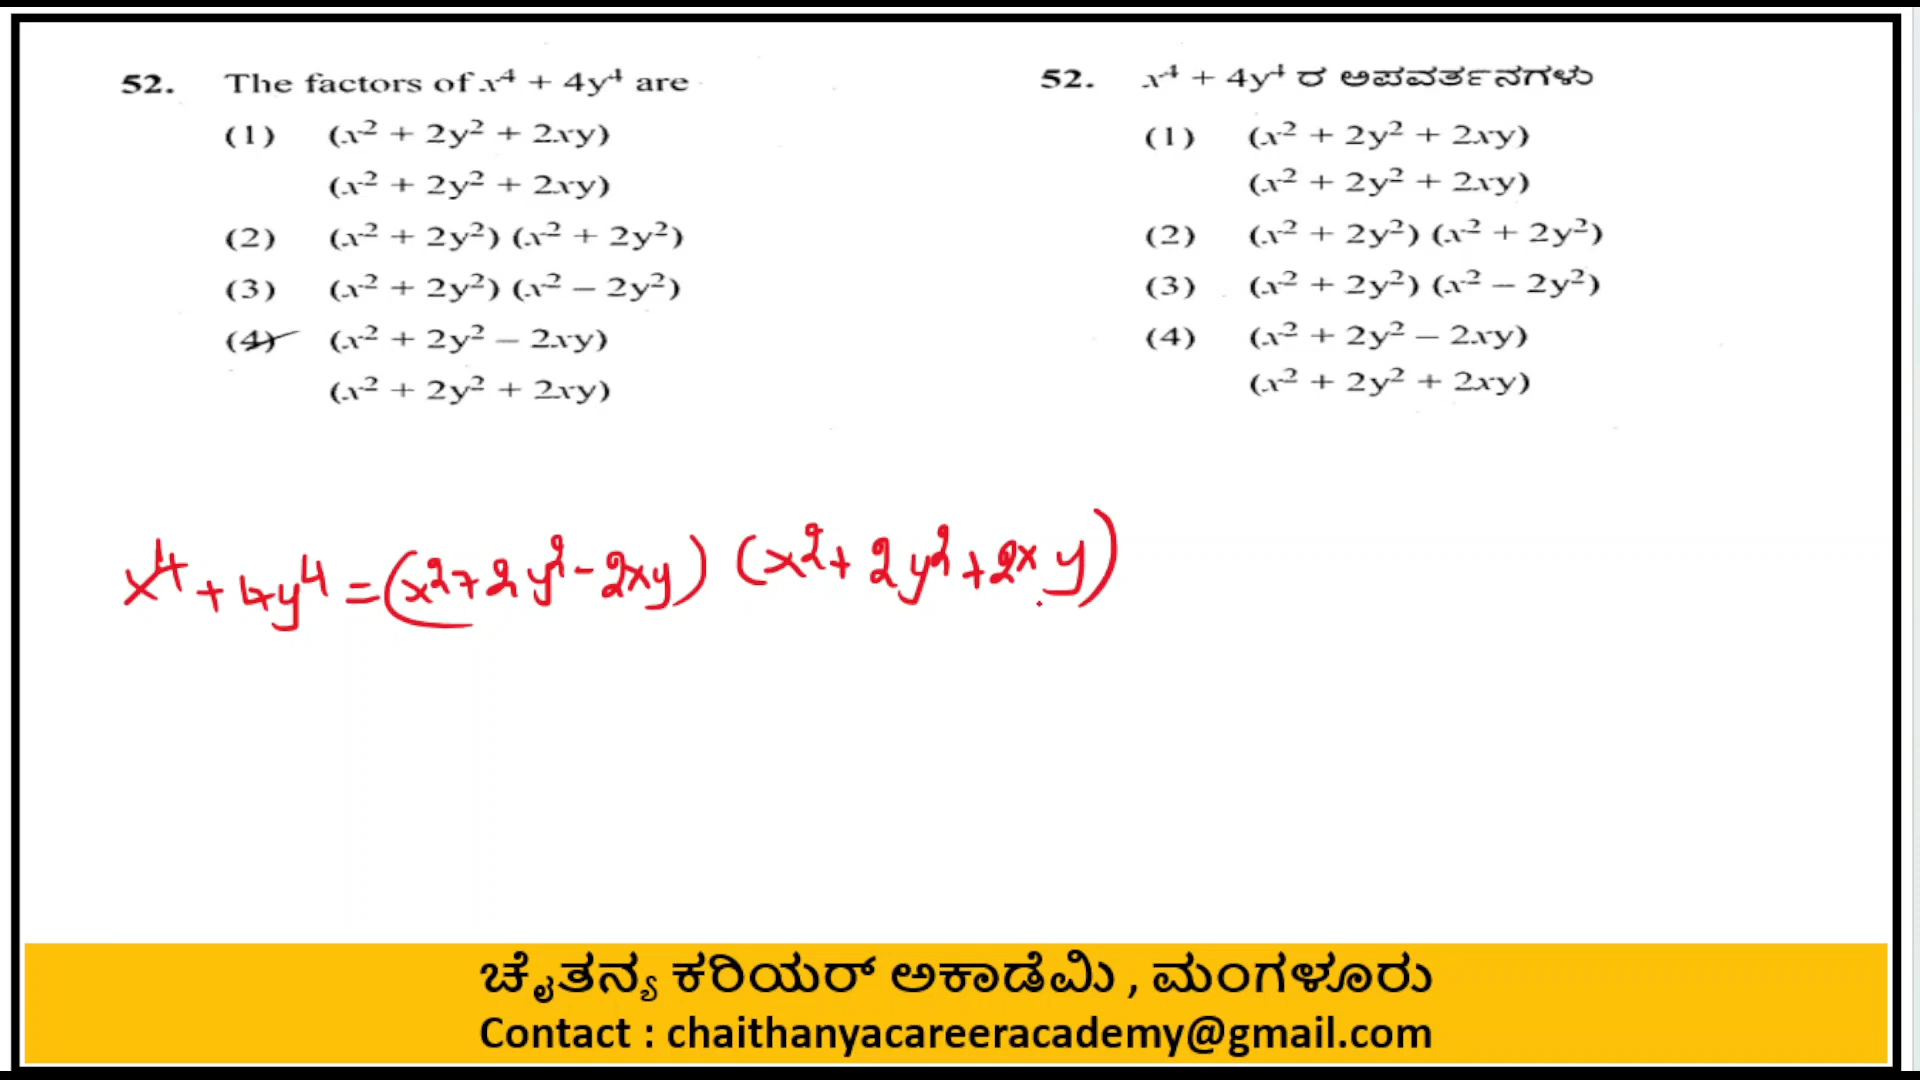 52. The factors of x⁴ + 4y⁴ are
(1) (x² + 2y² + 2xy)
(x² + 2y² + 2xy)
(2) (x² + 2y²) (x² + 2y²)
(3) (x² + 2y²) (x² – 2y²)
(4) (x² + 2y² – 2xy)
(x² + 2y² + 2xy)
52. x⁴ + 4y⁴ ರ ಅಪವರ್ತನಗಳು
(1) (x² + 2y² + 2xy)
(x² + 2y² + 2xy)
(2) (x² + 2y²) (x² + 2y²)
(3) (x² + 2y²) (x² – 2y²)
(4) (x² + 2y² – 2xy)
(x² + 2y² + 2xy)
x⁴ + 4y⁴ = (x² + 2y² - 2xy) (x² + 2y² + 2xy)
ಚೈತನ್ಯ ಕರಿಯರ್ ಅಕಾಡೆಮಿ , ಮಂಗಳೂರು
Contact : chaithanyacareeracademy@gmail.com